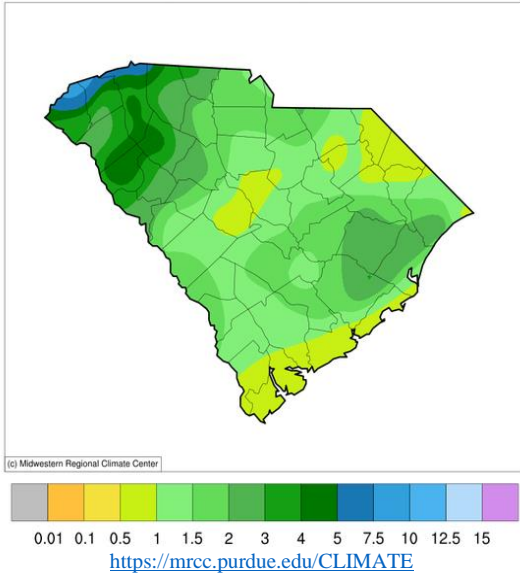 (c) Midwestern Regional Climate Center
0.01 0.1 0.5 1 1.5 2 3 4 5 7.5 10 12.5 15
https://mrcc.purdue.edu/CLIMATE